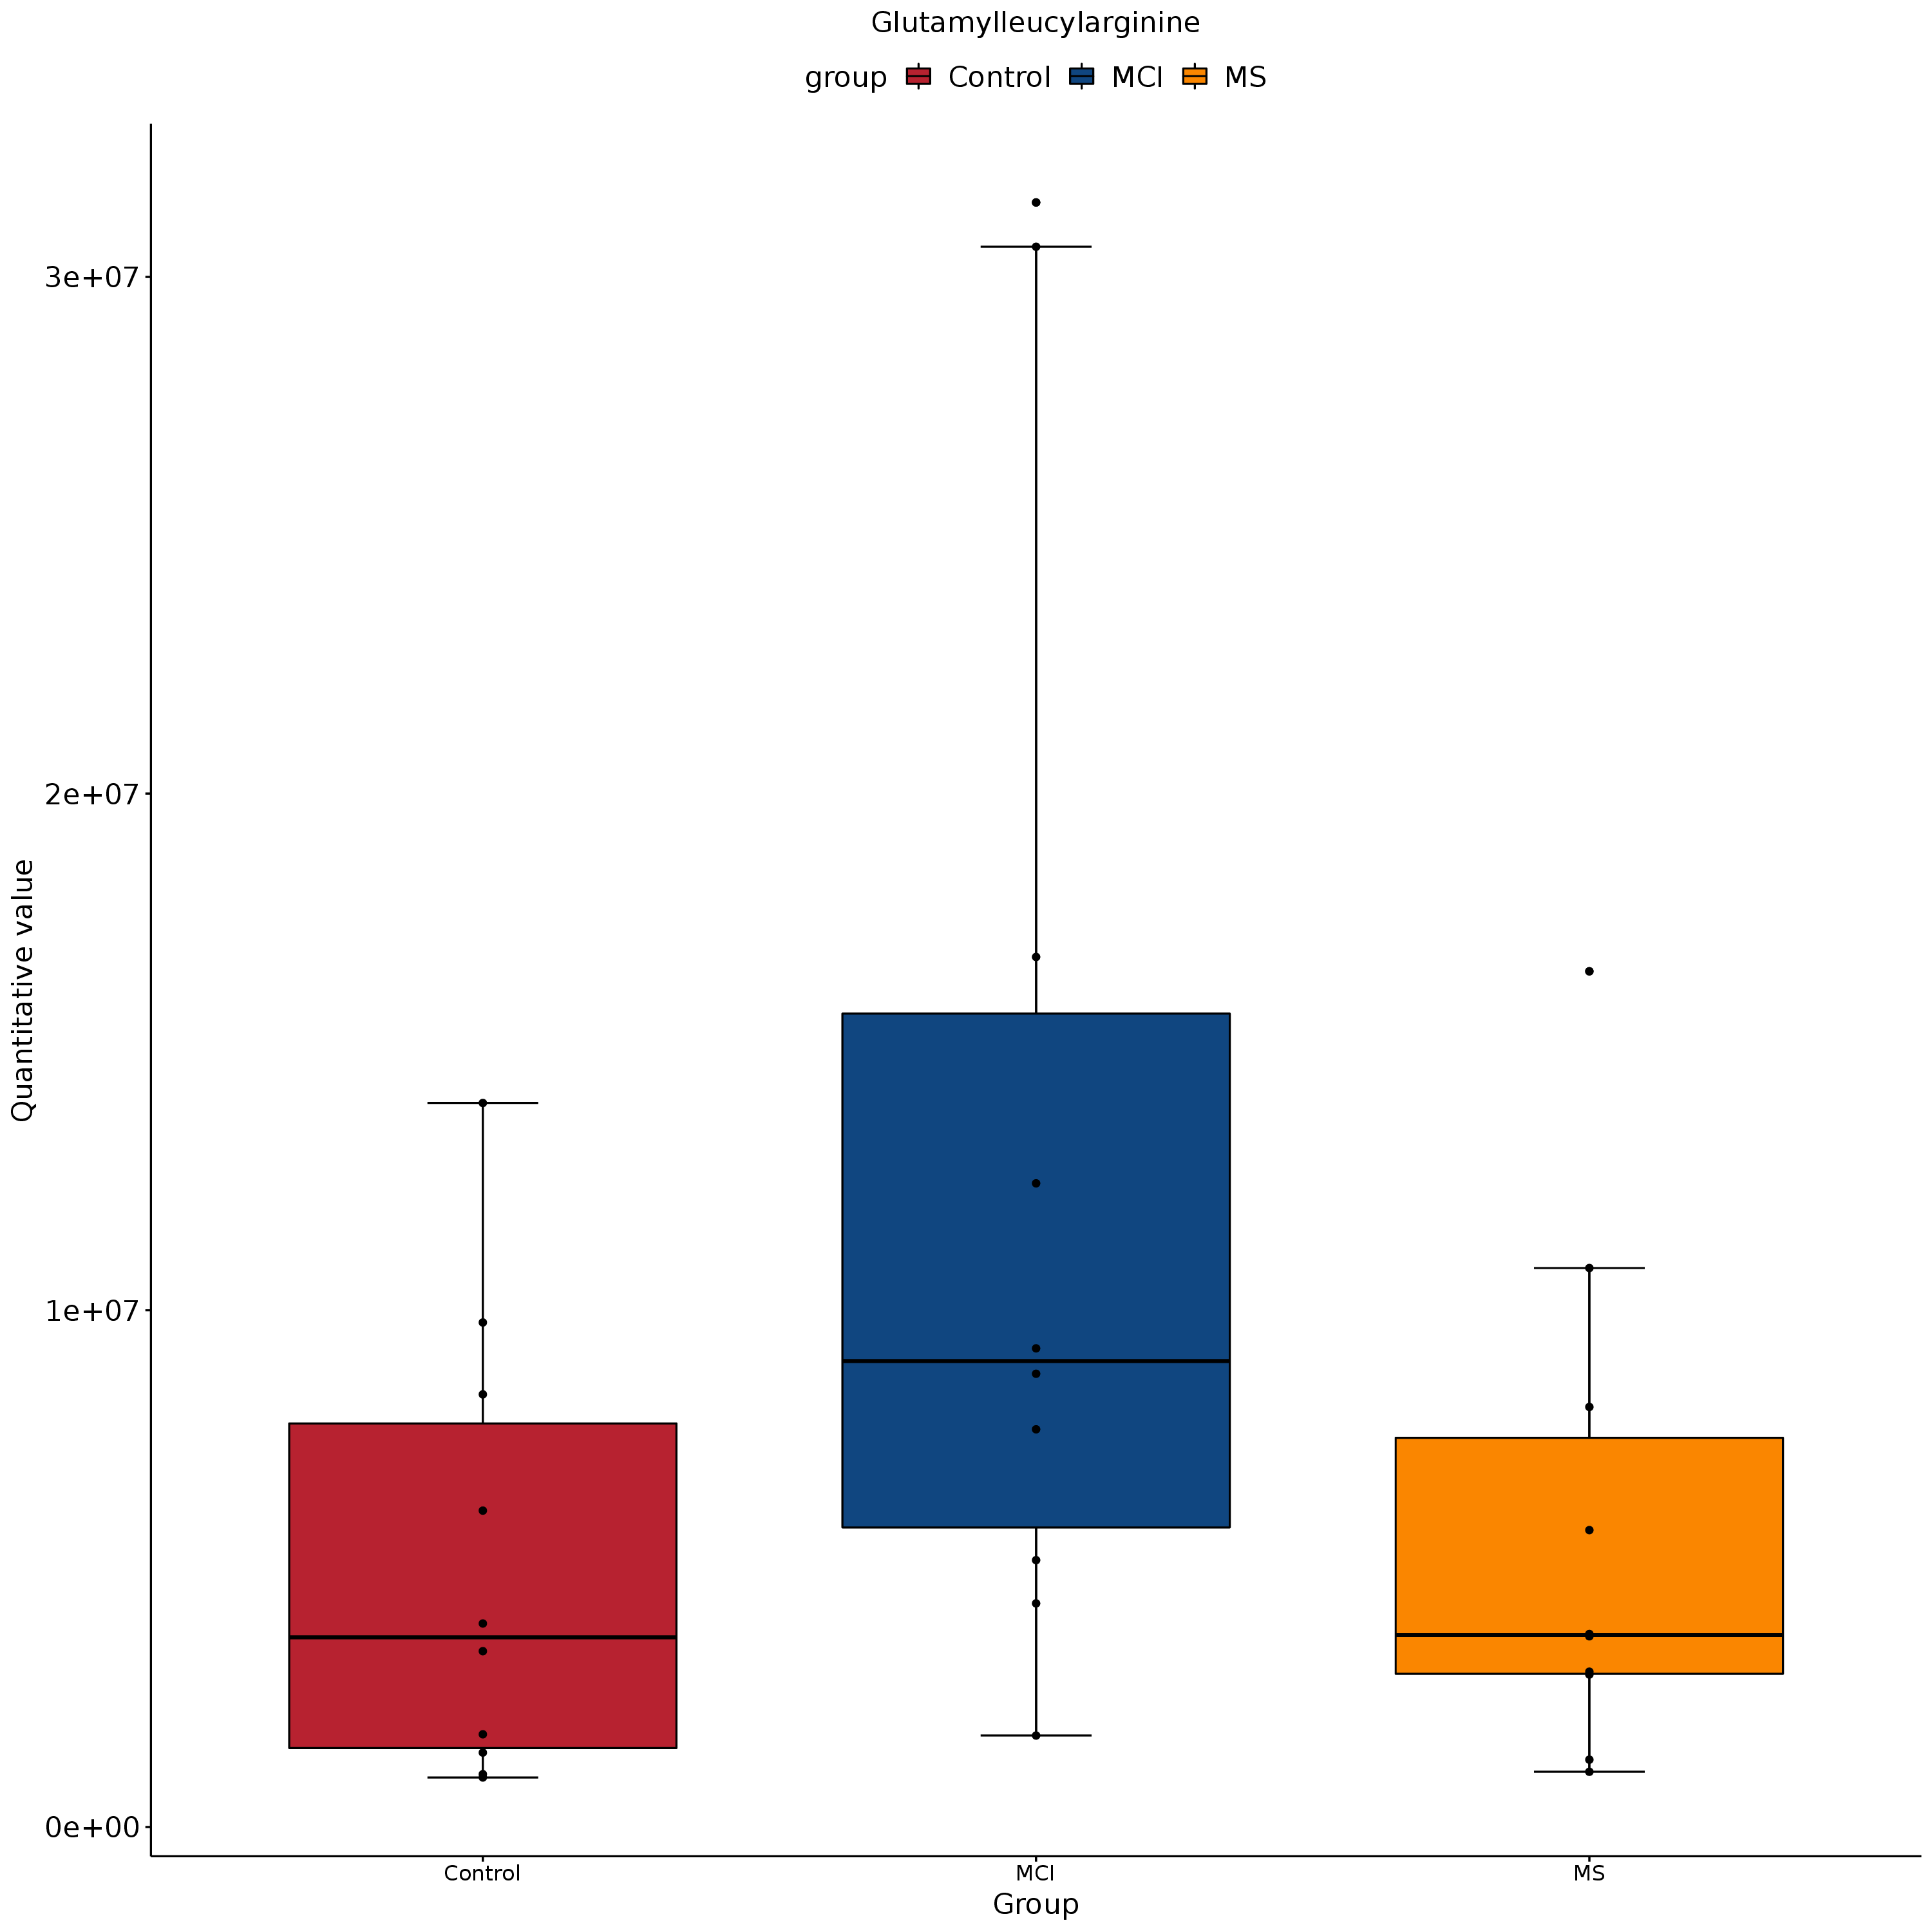 Glutamylleucylarginine
group Control MCI MS
3e+07
2e+07
1e+07
0e+00
Quantitative value
Control MCI MS
Group